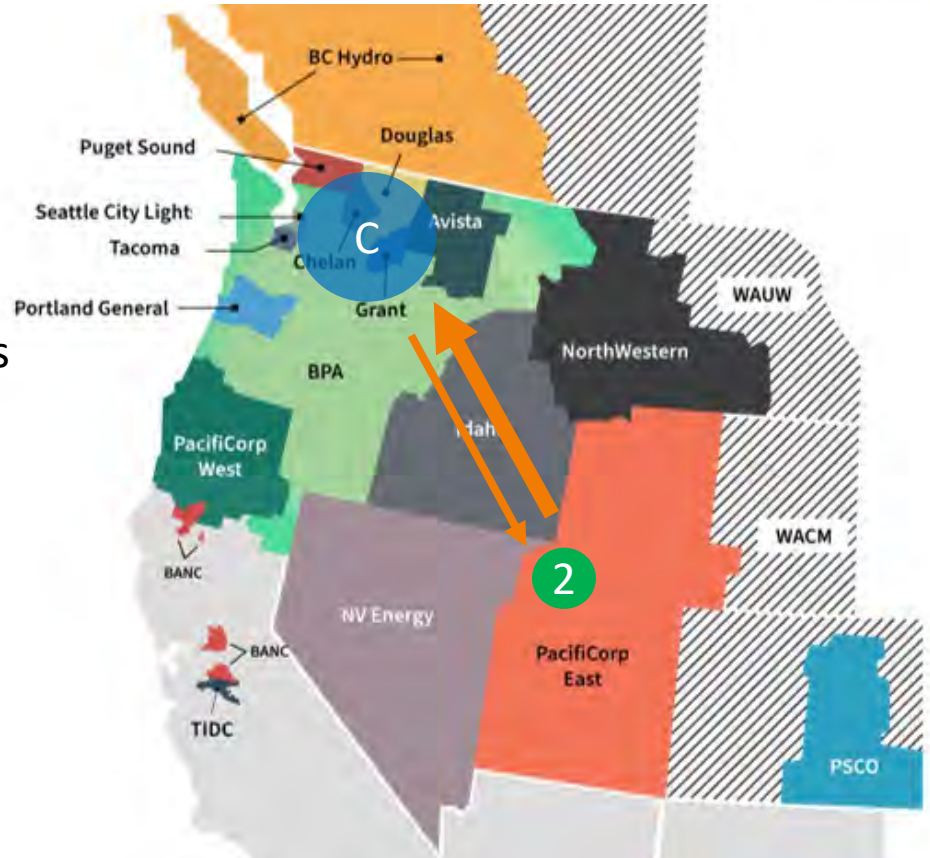 BC Hydro
Douglas
Puget Sound
Seattle City Light
Avista
C
Tacoma
Chelan
Grant
Portland General
WAUW
s
NorthWestern
BPA
Idah
PacifiCorp
West
WACM
BANC
2
NV Energy
BANC
PacifiCorp
East
TIDC
PSCO